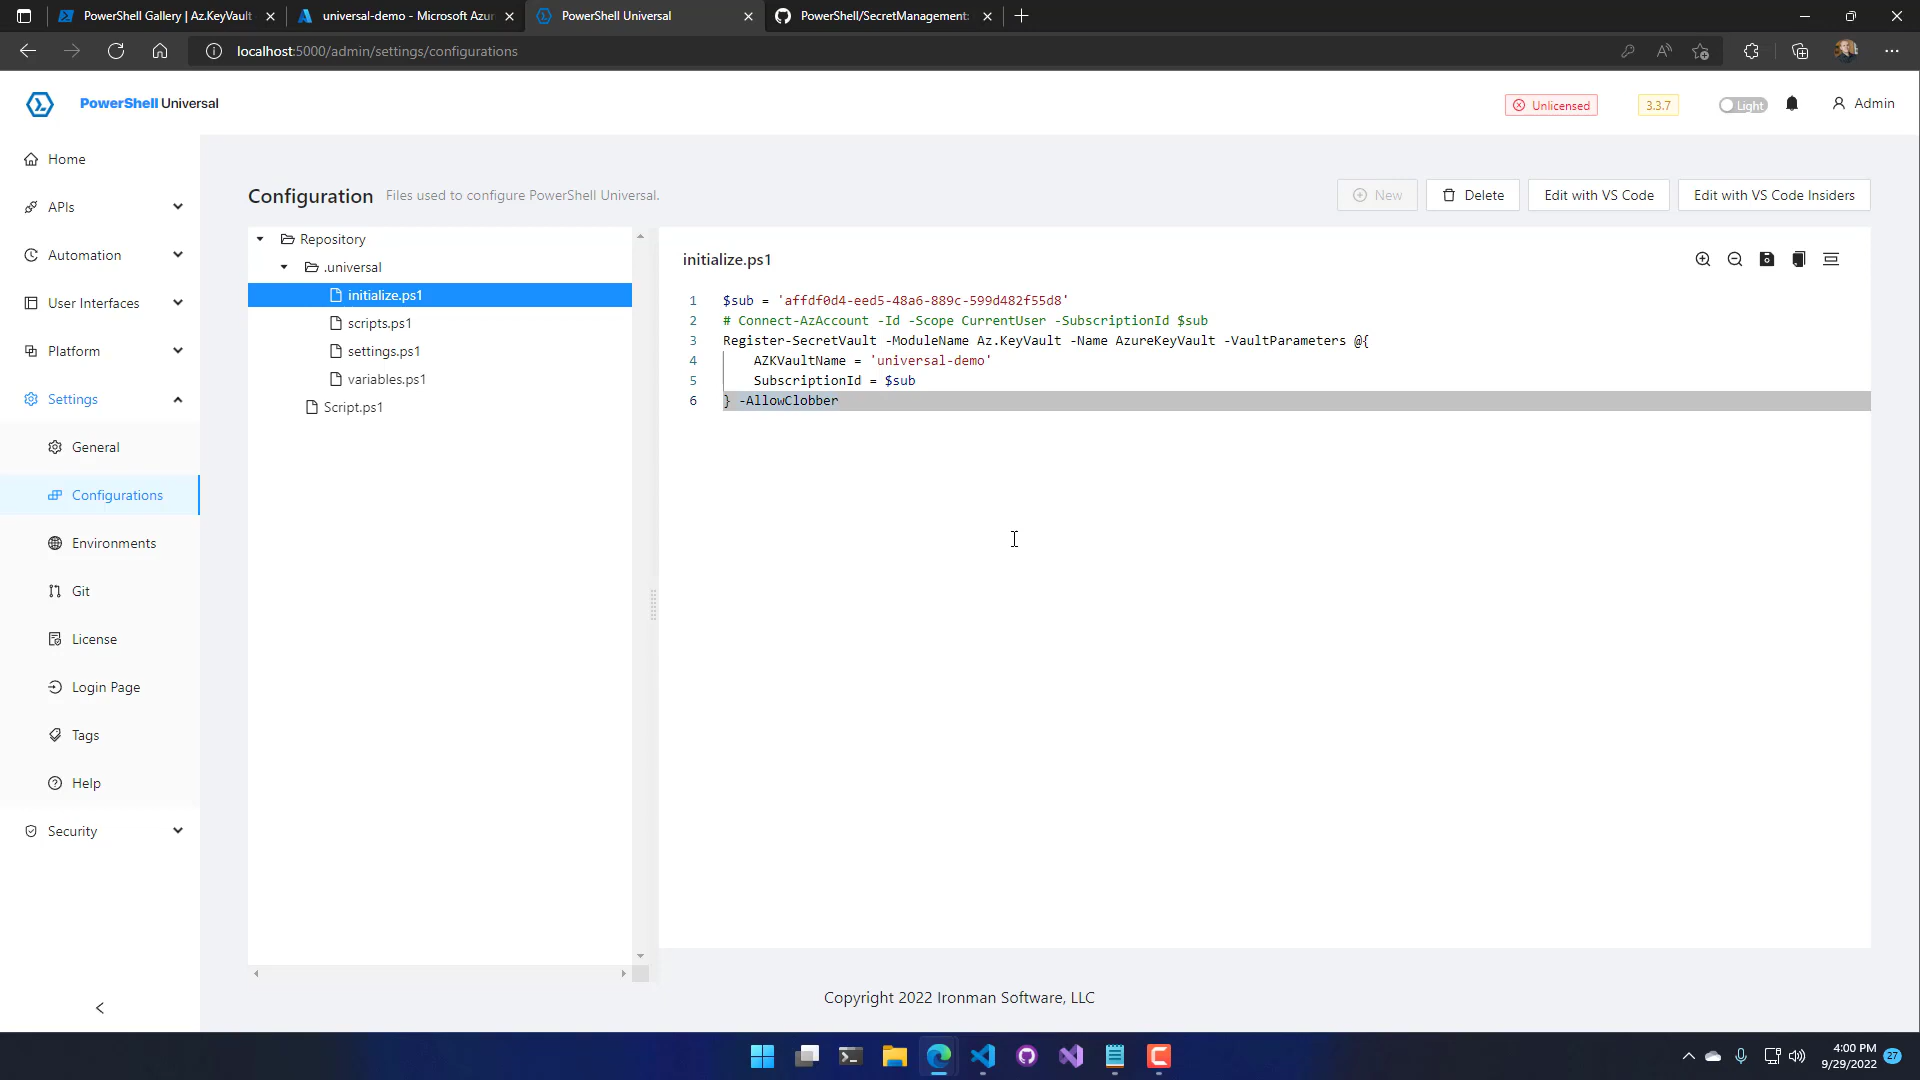 PowerShell Gallery | Az.KeyVault
universal-demo - Microsoft Azur
PowerShell Universal
PowerShell/SecretManagement:
localhost:5000/admin/settings/configurations
PowerShell Universal
Unlicensed
3.3.7
Light
Admin
Home
APIs
Automation
User Interfaces
Platform
Settings
General
Configurations
Environments
Git
License
Login Page
Tags
Help
Security
Configuration Files used to configure PowerShell Universal.
New
Delete
Edit with VS Code
Edit with VS Code Insiders
Repository
.universal
initialize.ps1
scripts.ps1
settings.ps1
variables.ps1
Script.ps1
initialize.ps1
1 $sub = 'affdf0d4-eed5-48a6-889c-599d482f55d8'
2 # Connect-AzAccount -Id -Scope CurrentUser -SubscriptionId $sub
3 Register-SecretVault -ModuleName Az.KeyVault -Name AzureKeyVault -VaultParameters @{
4 AZKVaultName = 'universal-demo'
5 SubscriptionId = $sub
6 } -AllowClobber
Copyright 2022 Ironman Software, LLC
4:00 PM
9/29/2022
27